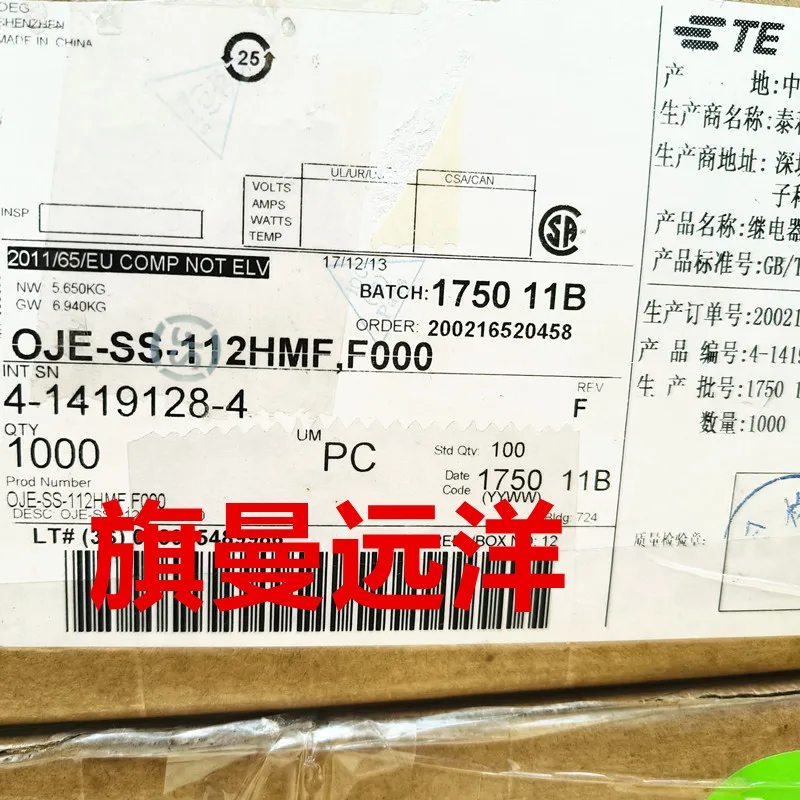 SHENZHEN
MADE IN CHINA
25
TE
产 地:中
生产商名称:泰
生产商地址: 深圳
产品名称:继电器
产品标准号:GB/T
UL/UR/
CSA/CAN
VOLTS
AMPS
WATTS
TEMP
INSP
2011/65/EU COMP NOT ELV
17/12/13
NW 5.650KG
GW 6.940KG
BATCH:1750 11B
ORDER: 200216520458
OJE-SS-112HMF,F000
INT SN
4-1419128-4
REV
F
QTY
1000
UM
PC
Std Qty: 100
Date Code 1750 11B
(YYWW)
Prod Number
OJE-SS-112HMF,F000
DESC OJE-SS-
Bldg: 724
LT# (3S)
/BOX NO: 12
生产订单号:20021
产 品 编号:4-1419
生 产 批号:1750 1
数量:1000
质量检验章:
旗曼远洋